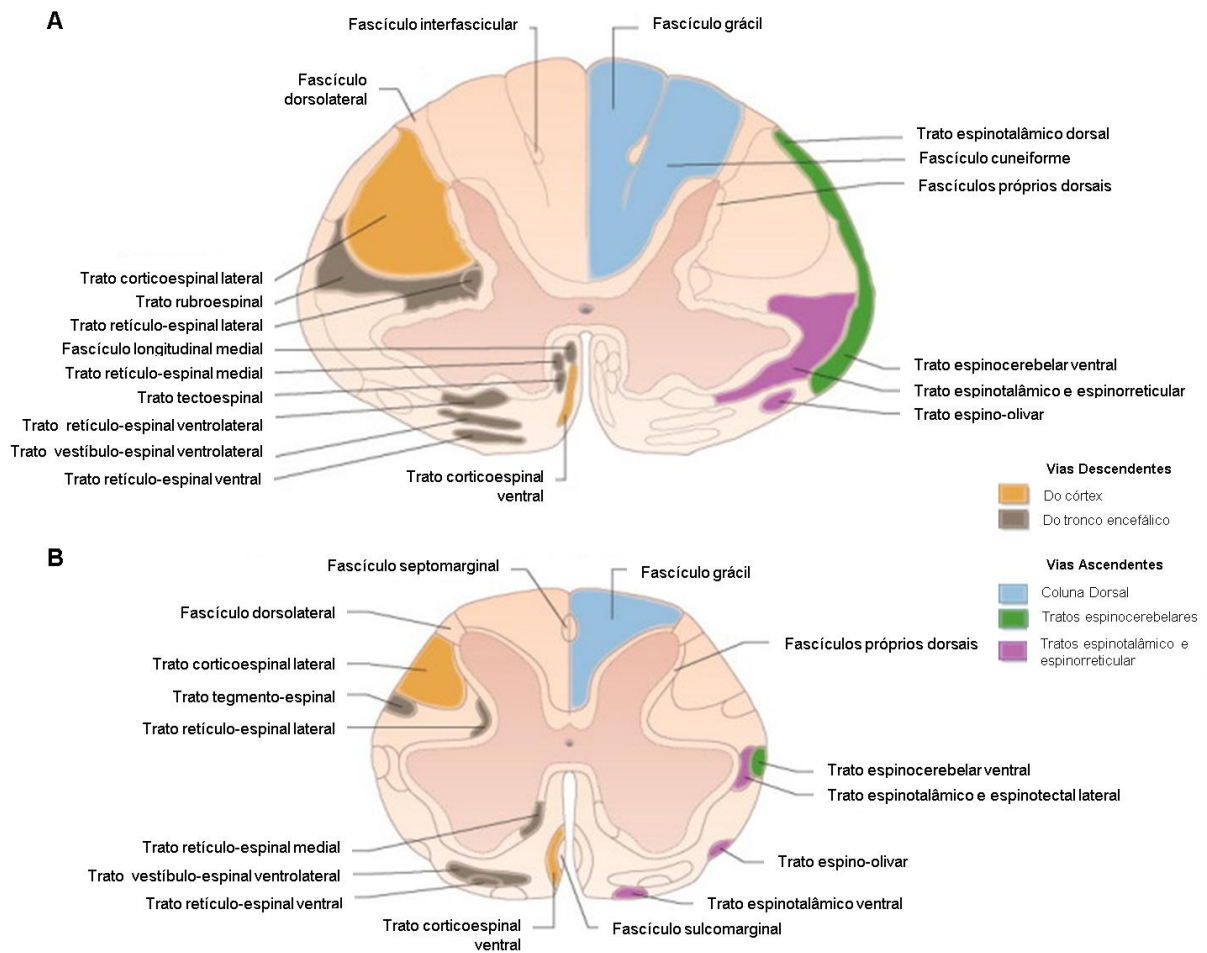 A
Fascículo interfascicular
Fascículo grácil
Fascículo
dorsolateral
Trato espinotalâmico dorsal
Fascículo cuneiforme
Fascículos próprios dorsais
Trato corticoespinal lateral
Trato rubroespinal
Trato retículo-espinal lateral
Fascículo longitudinal medial
Trato retículo-espinal medial
Trato tectoespinal
Trato retículo-espinal ventrolateral
Trato vestíbulo-espinal ventrolateral
Trato retículo-espinal ventral
Trato corticoespinal
ventral
Trato espinocerebelar ventral
Trato espinotalâmico e espinorreticular
Trato espino-olivar
Vias Descendentes
Do córtex
Do tronco encefálico
Vias Ascendentes
Coluna Dorsal
Tratos espinocerebelares
Tratos espinotalâmico e
espinorreticular
B
Fascículo septomarginal
Fascículo grácil
Fascículo dorsolateral
Trato corticoespinal lateral
Trato tegmento-espinal
Trato retículo-espinal lateral
Fascículos próprios dorsais
Trato espinocerebelar ventral
Trato espinotalâmico e espinotectal lateral
Trato retículo-espinal medial
Trato vestíbulo-espinal ventrolateral
Trato retículo-espinal ventral
Trato corticoespinal
ventral
Trato espino-olivar
Trato espinotalâmico ventral
Fascículo sulcomarginal